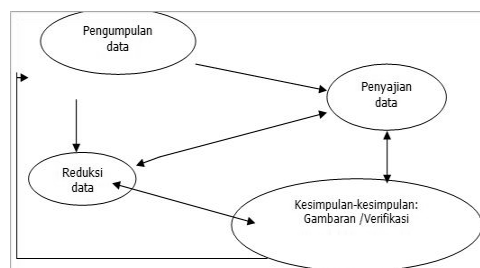 Pengumpulan
data
Penyajian
data
Reduksi
data
Kesimpulan-kesimpulan:
Gambaran /Verifikasi